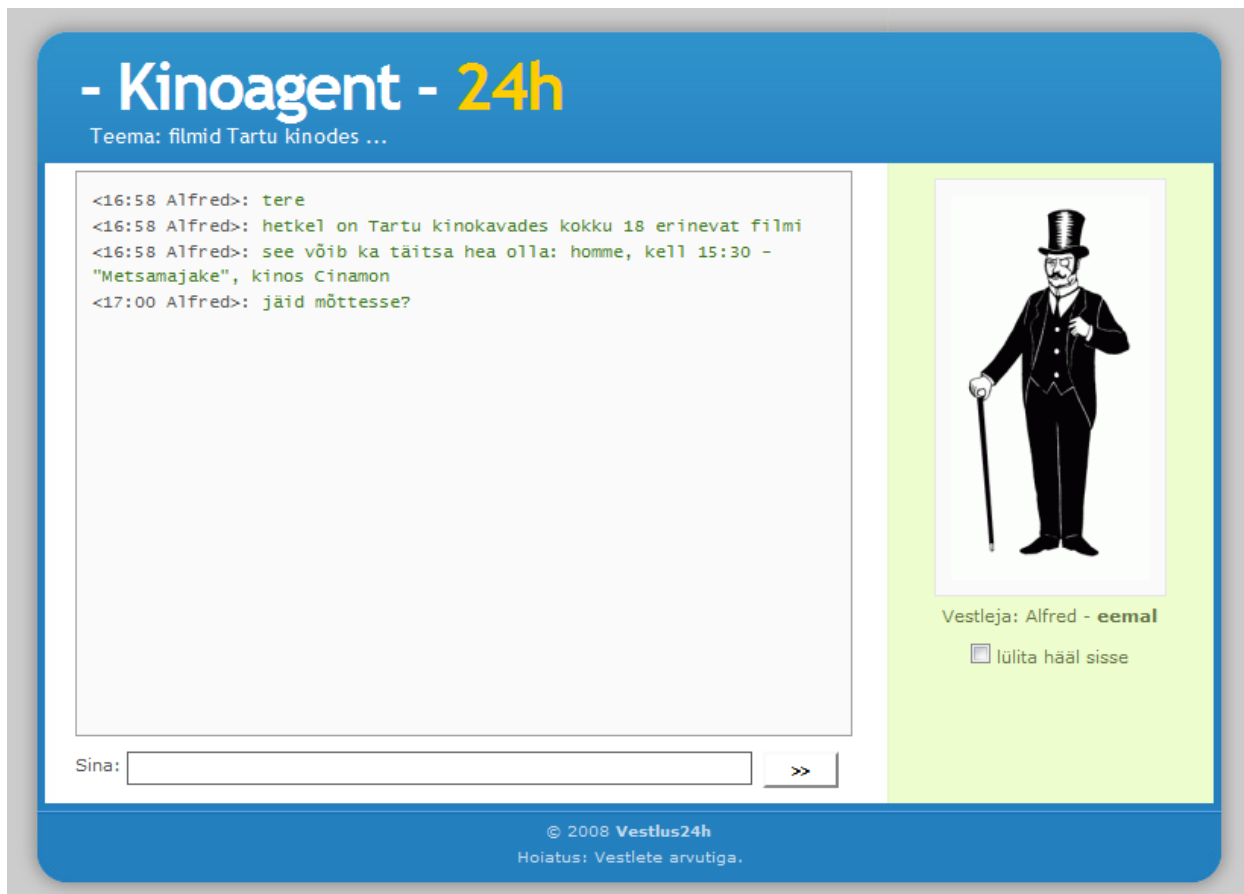 - Kinoagent - 24h
Teema: filmid Tartu kinodes ...
<16:58 Alfred>: tere
<16:58 Alfred>: hetkel on Tartu kinokavades kokku 18 erinevat filmi
<16:58 Alfred>: see võib ka täitsa hea olla: homme, kell 15:30 -
"Metsamajake", kinos Cinamon
<17:00 Alfred>: jäid mõttesse?
Vestleja: Alfred - eemal
lülita hääl sisse
Sina:
>>
© 2008 Vestlus24h
Hoiatus: Vestlete arvutiga.